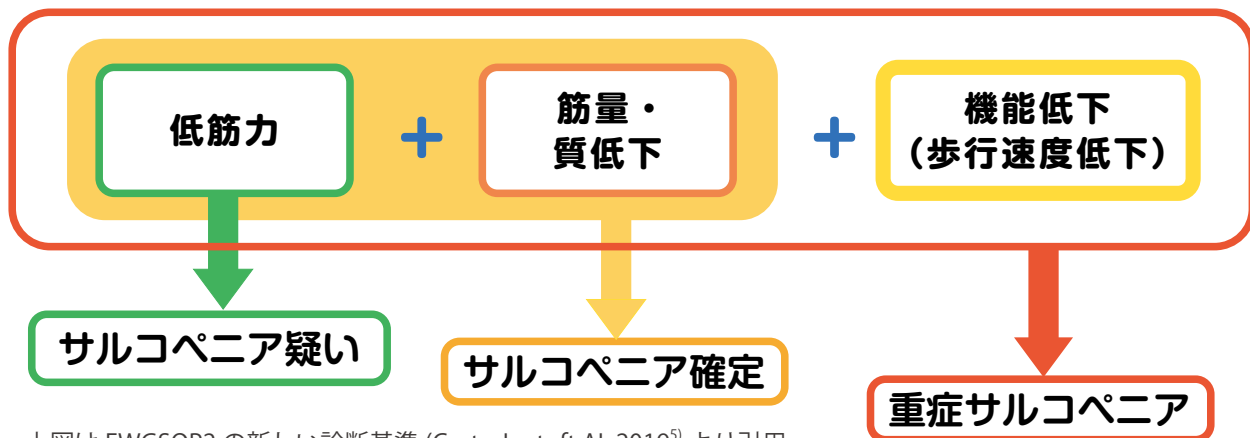 低筋力
+
筋量・
質低下
+
機能低下
（歩行速度低下）
サルコペニア疑い
サルコペニア確定
重症サルコペニア